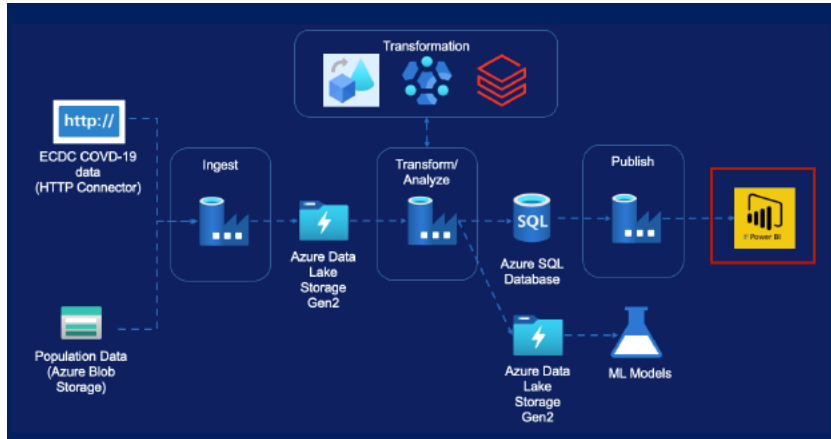 Transformation
http://
ECDC COVD-19
data
(HTTP Connector)
Ingest
Transform/
Analyze
Publish
SQL
Power BI
Azure Data
Lake
Storage
Gen2
Azure SQL
Database
Population Data
(Azure Blob
Storage)
Azure Data
Lake
Storage
Gen2
ML Models